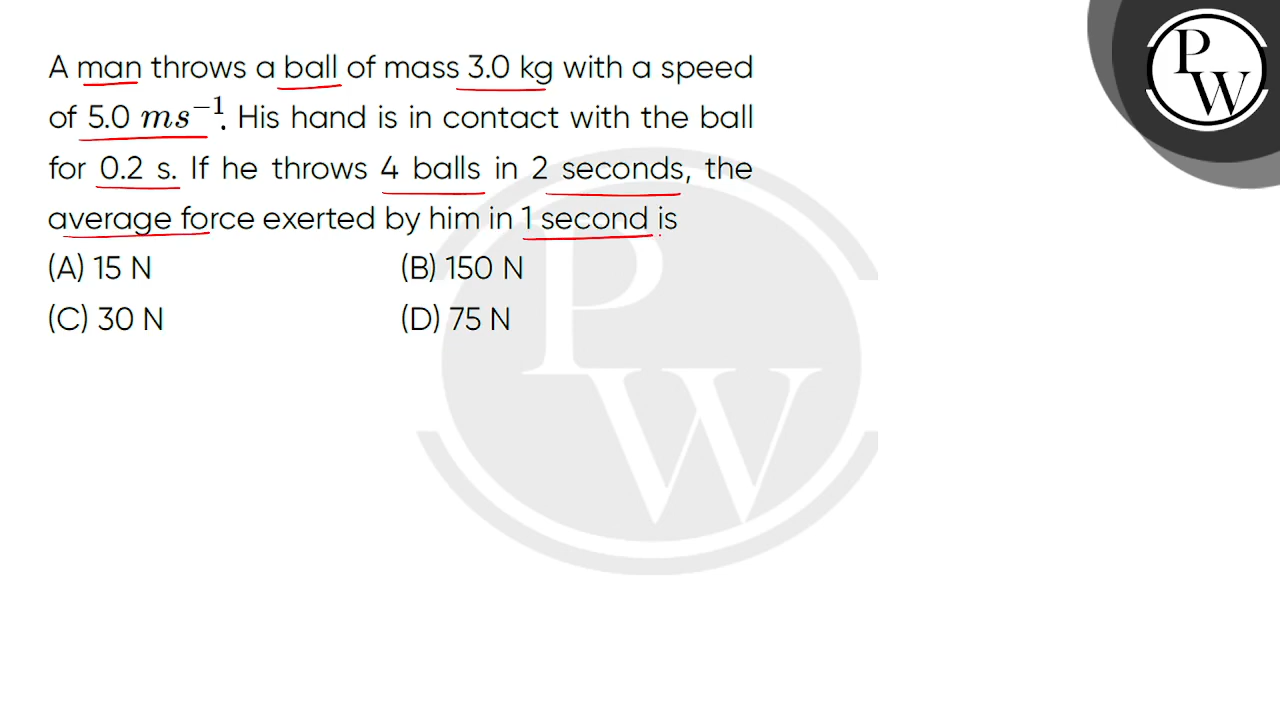 A man throws a ball of mass 3.0 kg with a speed
of 5.0 ms⁻¹. His hand is in contact with the ball
for 0.2 s. If he throws 4 balls in 2 seconds, the
average force exerted by him in 1 second is
(A) 15 N (B) 150 N
(C) 30 N (D) 75 N
P
W
P
W